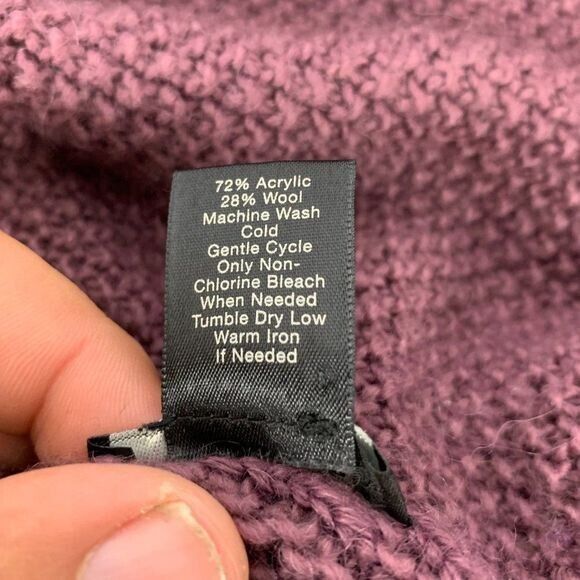 72% Acrylic
28% Wool
Machine Wash
Cold
Gentle Cycle
Only Non-
Chlorine Bleach
When Needed
Tumble Dry Low
Warm Iron
If Needed